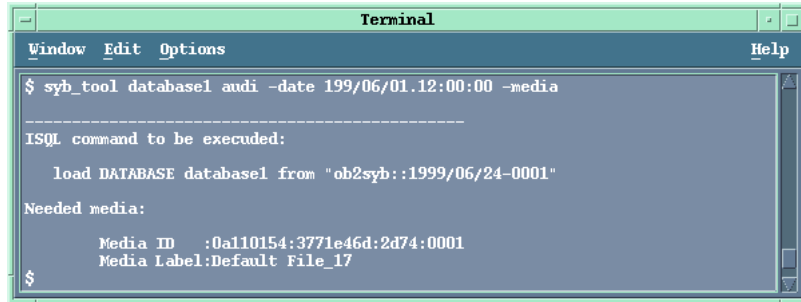 Terminal
Window Edit Options Help
$ syb_tool database1 audi -date 199/06/01.12:00:00 -media
_______________________________________________
ISQL command to be execuded:
load DATABASE database1 from "ob2syb::1999/06/24-0001"
Needed media:
Media ID :0a110154:3771e46d:2d74:0001
Media Label:Default File_17
$